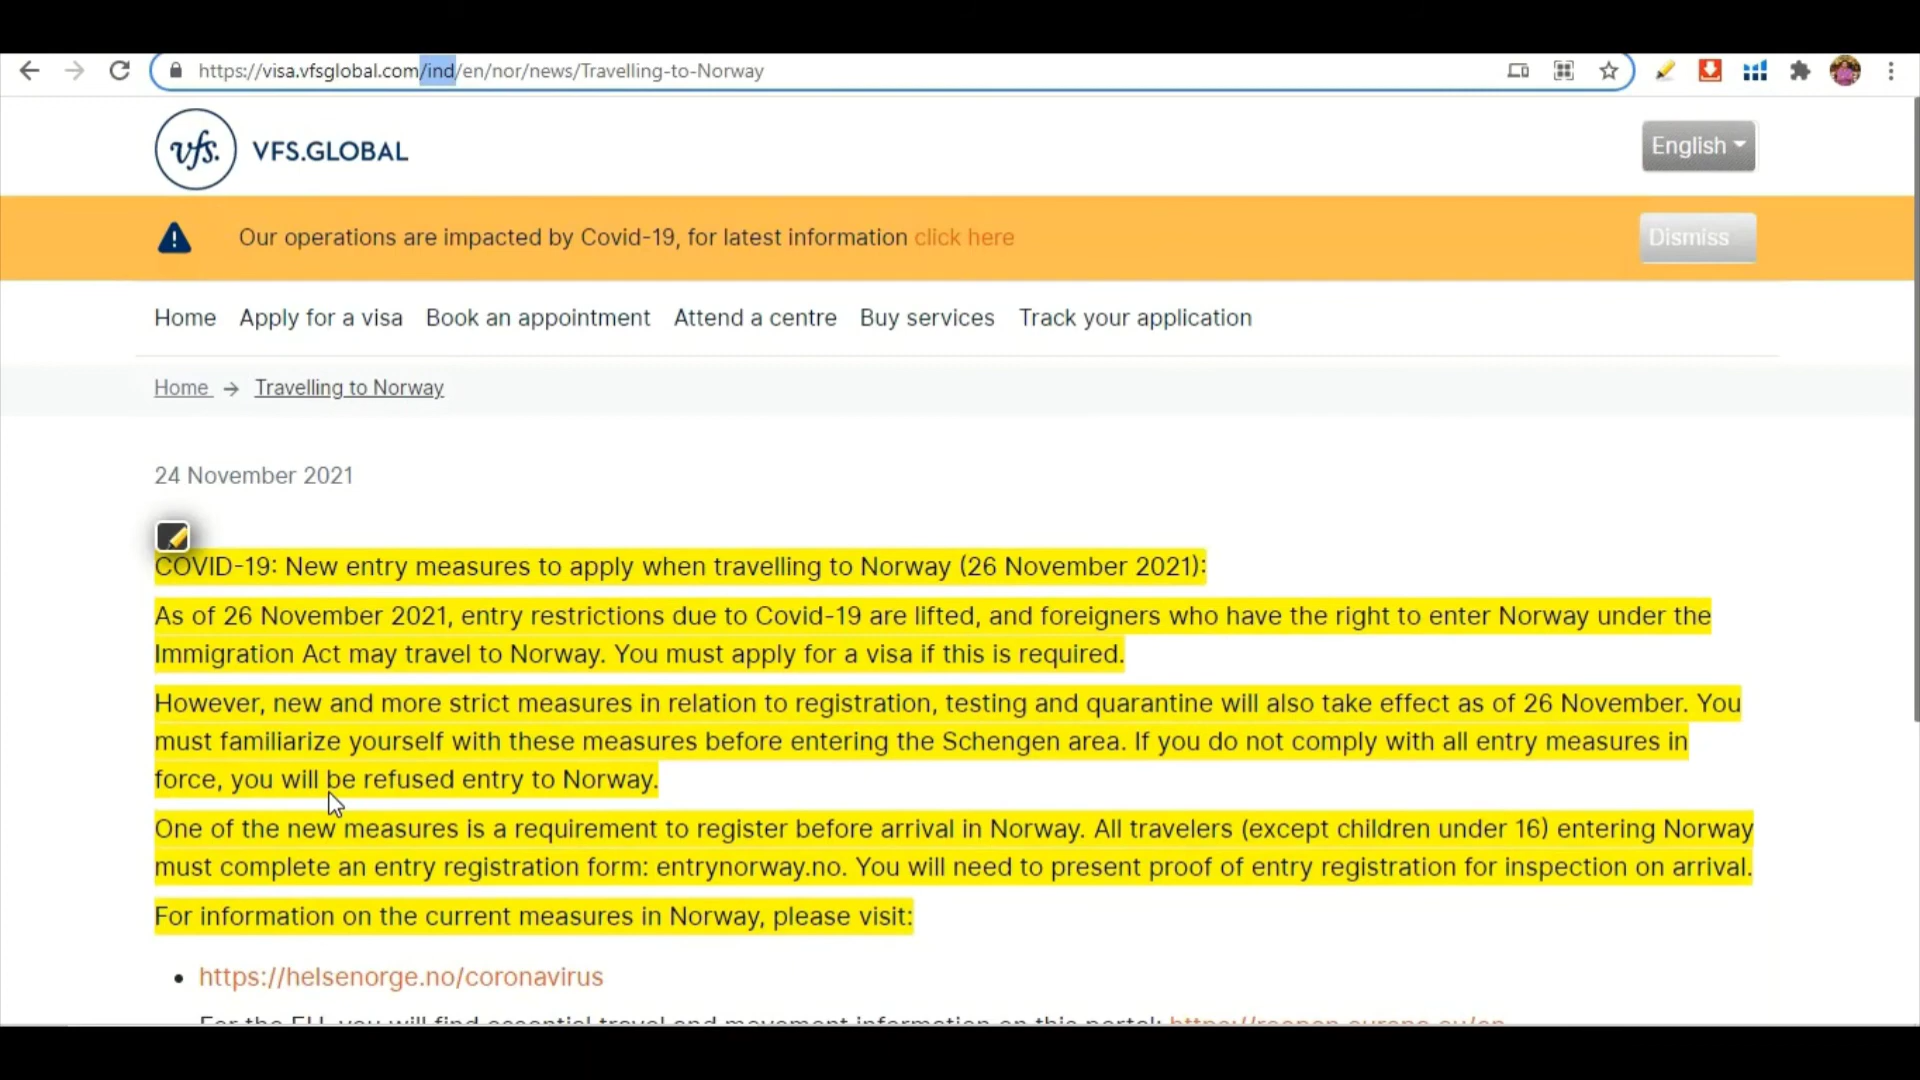 https://visa.vfsglobal.com/ind/en/nor/news/Travelling-to-Norway
vfs. VFS.GLOBAL
English
Our operations are impacted by Covid-19, for latest information click here
Dismiss
Home Apply for a visa Book an appointment Attend a centre Buy services Track your application
Home → Travelling to Norway
24 November 2021
COVID-19: New entry measures to apply when travelling to Norway (26 November 2021):
As of 26 November 2021, entry restrictions due to Covid-19 are lifted, and foreigners who have the right to enter Norway under the
Immigration Act may travel to Norway. You must apply for a visa if this is required.
However, new and more strict measures in relation to registration, testing and quarantine will also take effect as of 26 November. You
must familiarize yourself with these measures before entering the Schengen area. If you do not comply with all entry measures in
force, you will be refused entry to Norway.
One of the new measures is a requirement to register before arrival in Norway. All travelers (except children under 16) entering Norway
must complete an entry registration form: entrynorway.no. You will need to present proof of entry registration for inspection on arrival.
For information on the current measures in Norway, please visit:
• https://helsenorge.no/coronavirus
For the EU, you will find essential travel and movement information on this portal: https://reopen.europa.eu/en